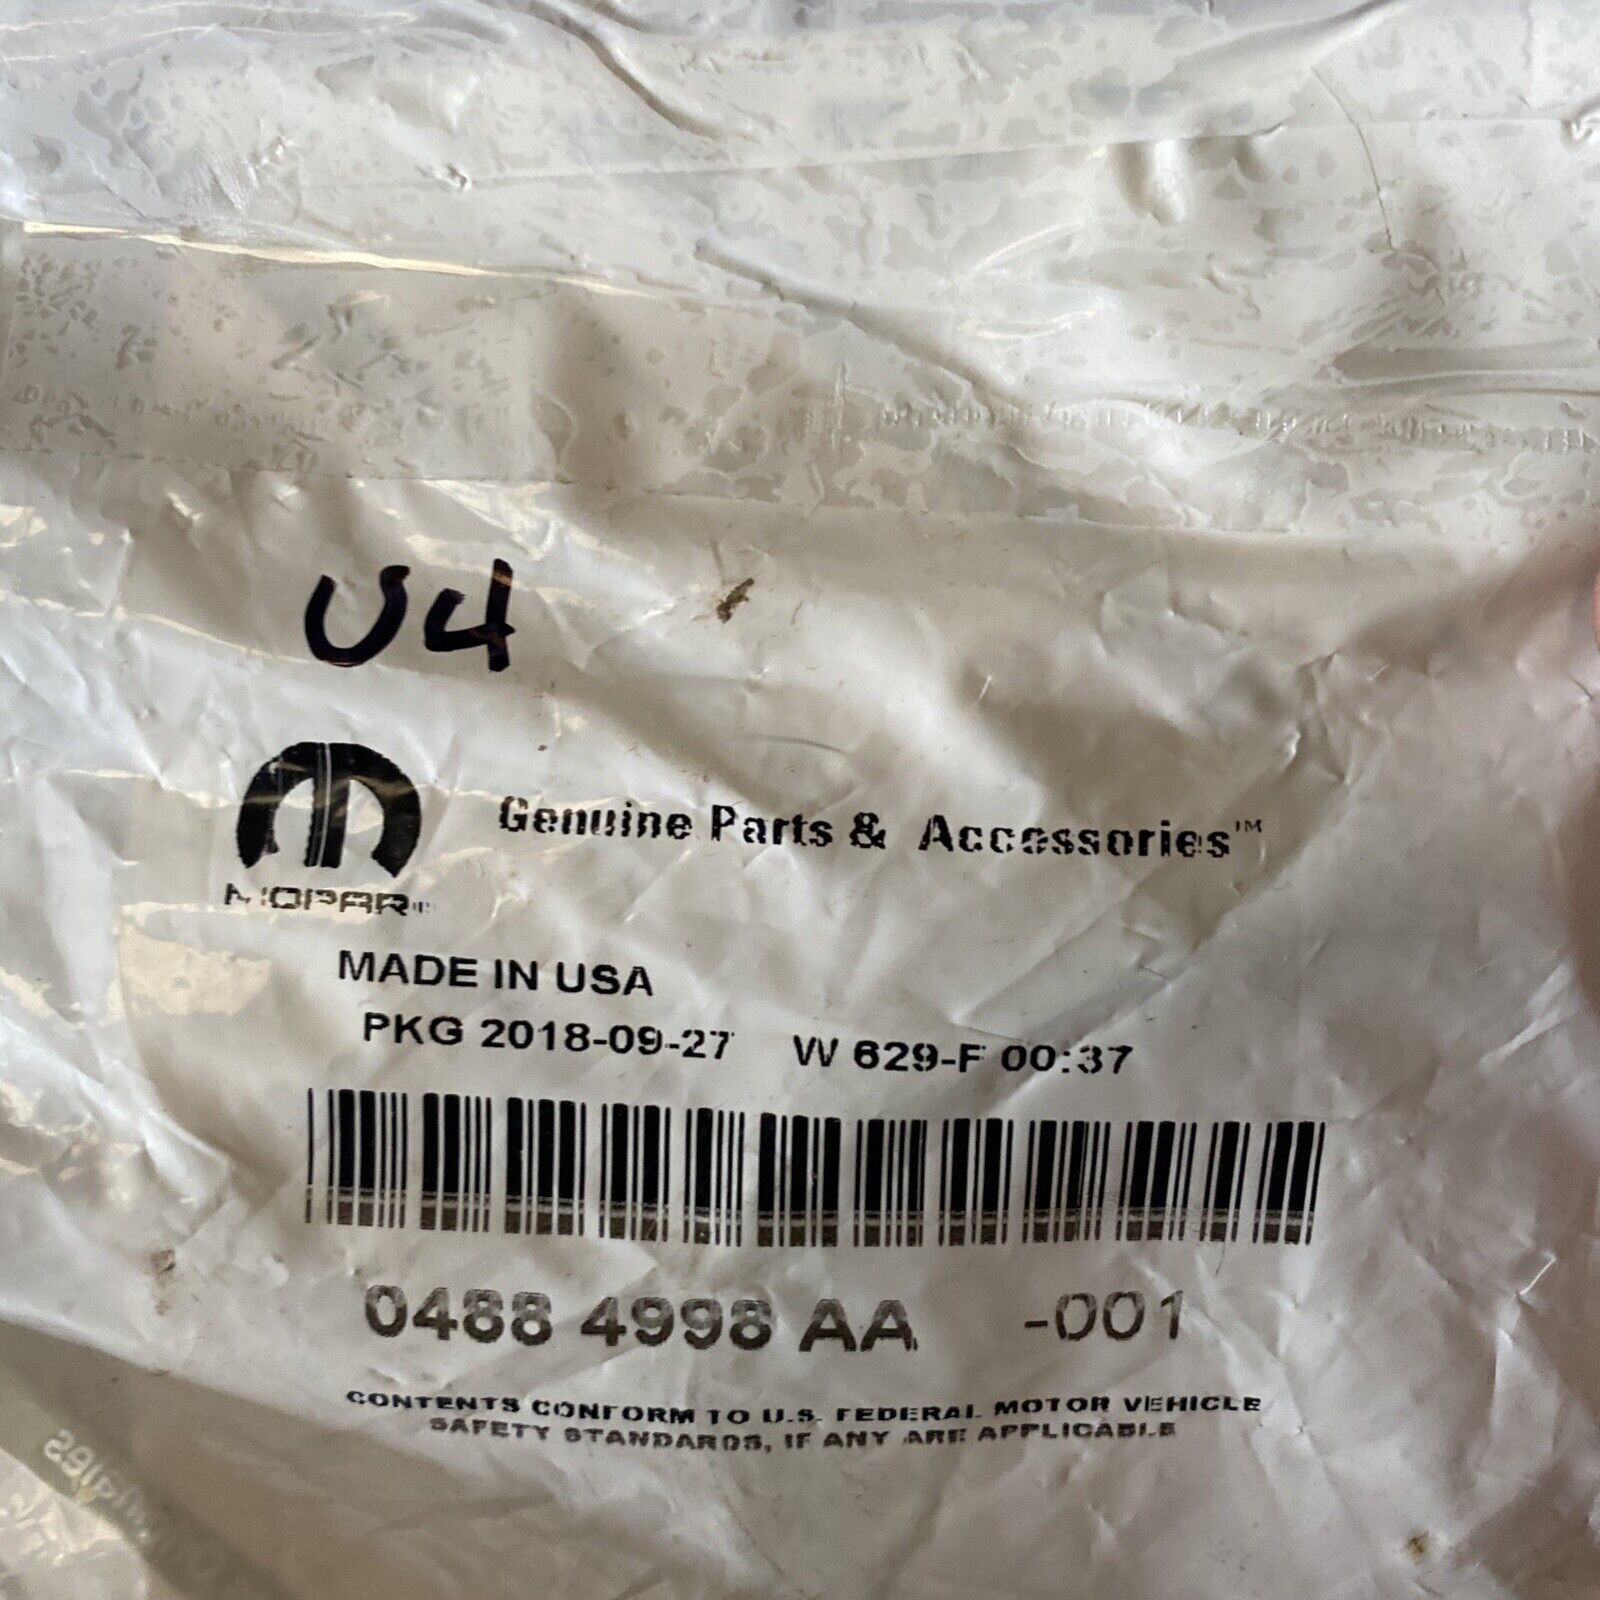 U4
Genuine Parts & Accessories™
MOPAR
MADE IN USA
PKG 2018-09-27 W 629-F 00:37
0488 4998 AA -001
CONTENTS CONFORM TO U.S. FEDERAL MOTOR VEHICLE
SAFETY STANDARDS, IF ANY ARE APPLICABLE